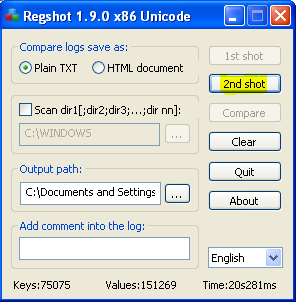 Regshot 1.9.0 x86 Unicode
Compare logs save as:
Plain TXT
HTML document
1st shot
2nd shot
Scan dir1[;dir2;dir3;...;dir nn]:
C:\WINDOWS
...
Compare
Clear
Output path:
C:\Documents and Settings
...
Quit
About
Add comment into the log:
English
Keys:75075 Values:151269 Time:20s281ms